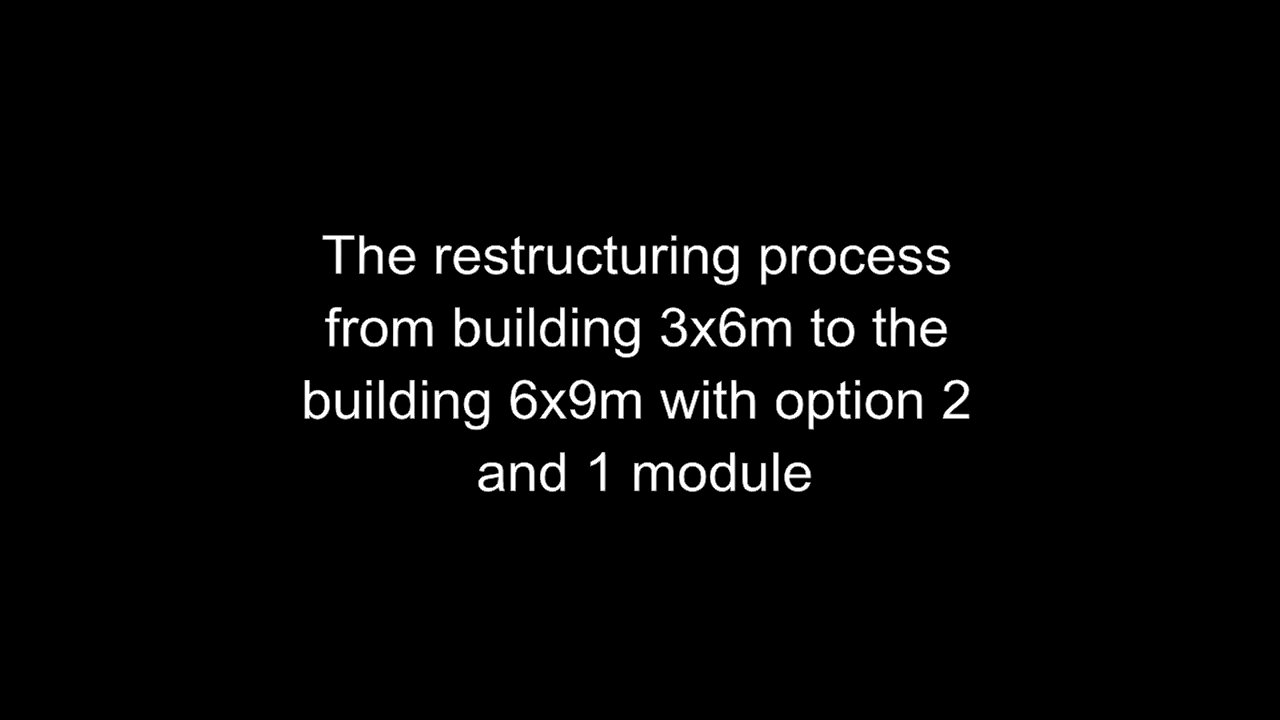 The restructuring process
from building 3x6m to the
building 6x9m with option 2
and 1 module